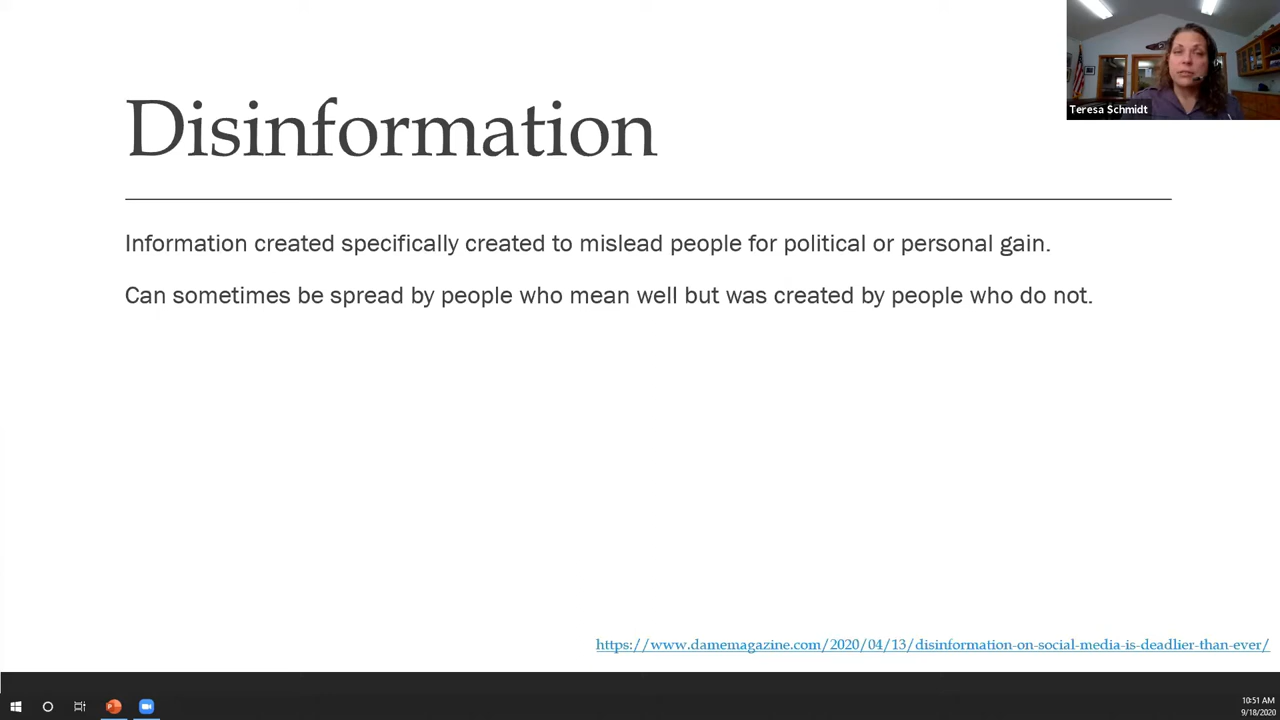 Teresa Schmidt
Disinformation
Information created specifically created to mislead people for political or personal gain.
Can sometimes be spread by people who mean well but was created by people who do not.
https://www.damemagazine.com/2020/04/13/disinformation-on-social-media-is-deadlier-than-ever/
10:51 AM
9/18/2020